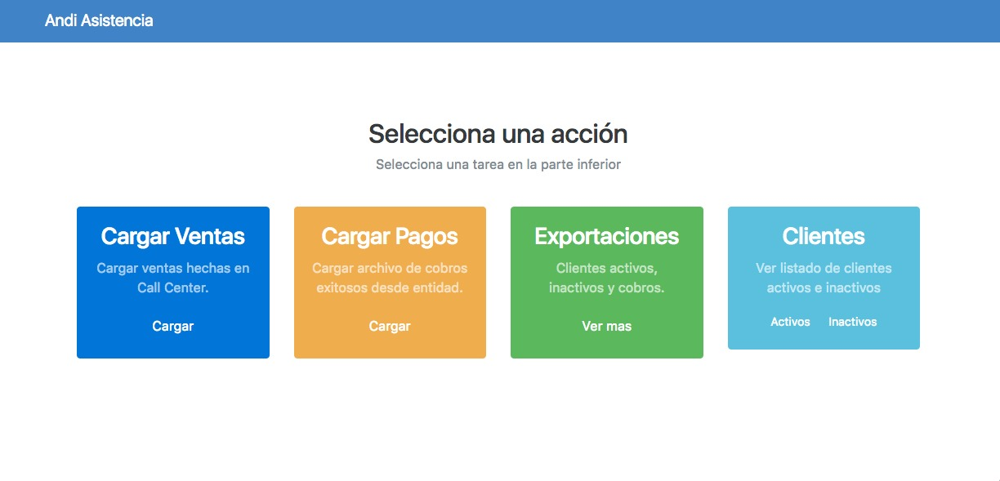 Andi Asistencia
Selecciona una acción
Selecciona una tarea en la parte inferior
Cargar Ventas
Cargar ventas hechas en
Call Center.
Cargar
Cargar Pagos
Cargar archivo de cobros
exitosos desde entidad.
Cargar
Exportaciones
Clientes activos,
inactivos y cobros.
Ver mas
Clientes
Ver listado de clientes
activos e inactivos
Activos Inactivos